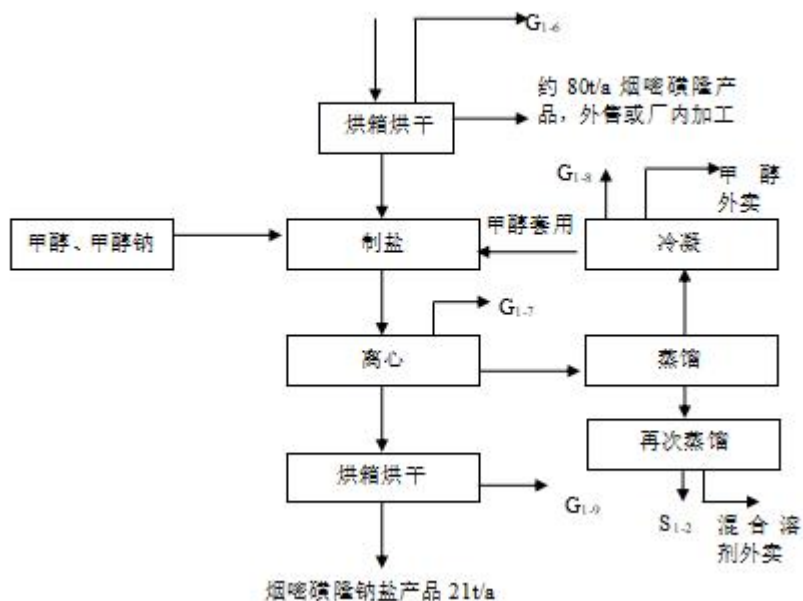 G₁₋₆
约 80t/a 烟嘧磺隆产
品，外售或厂内加工
烘箱烘干
G₁₋₈
甲 醇
外卖
甲醇、甲醇钠
制盐
甲醇套用
冷凝
G₁₋₇
离心
蒸馏
再次蒸馏
烘箱烘干
G₁₋₉
S₁₋₂
混 合 溶
剂外卖
烟嘧磺隆钠盐产品 21t/a